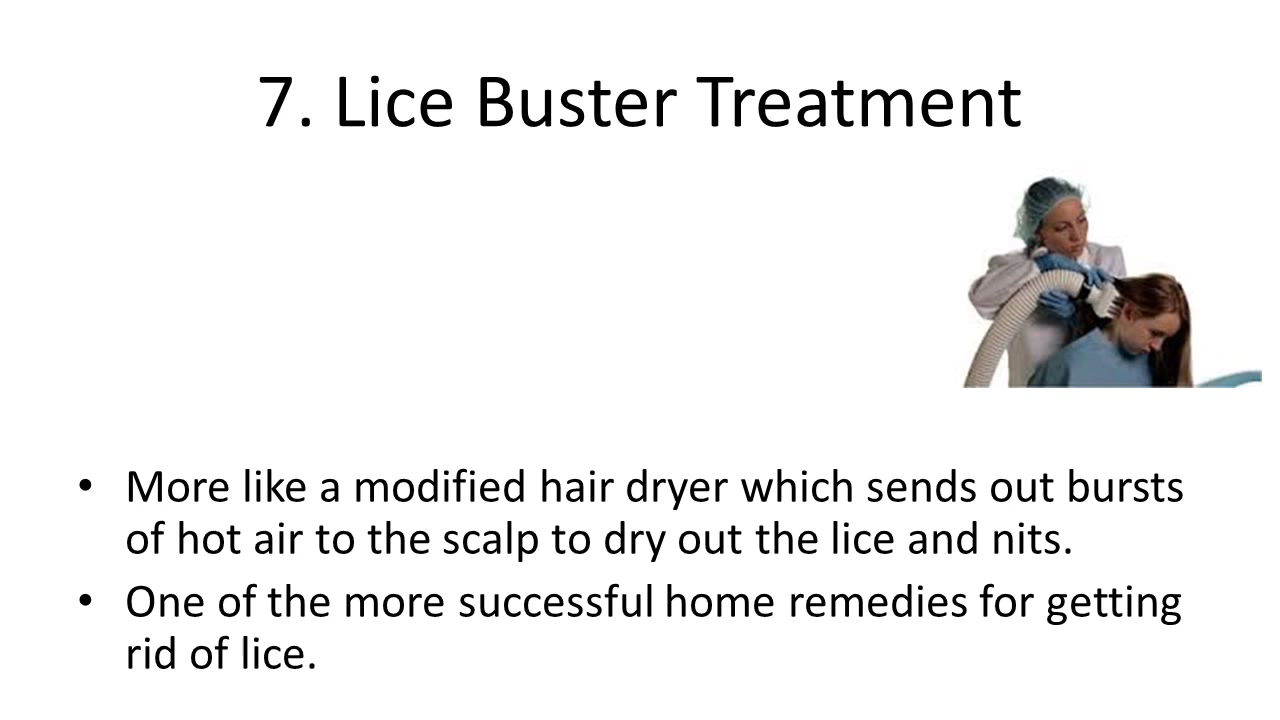 7. Lice Buster Treatment
• More like a modified hair dryer which sends out bursts
of hot air to the scalp to dry out the lice and nits.
• One of the more successful home remedies for getting
rid of lice.